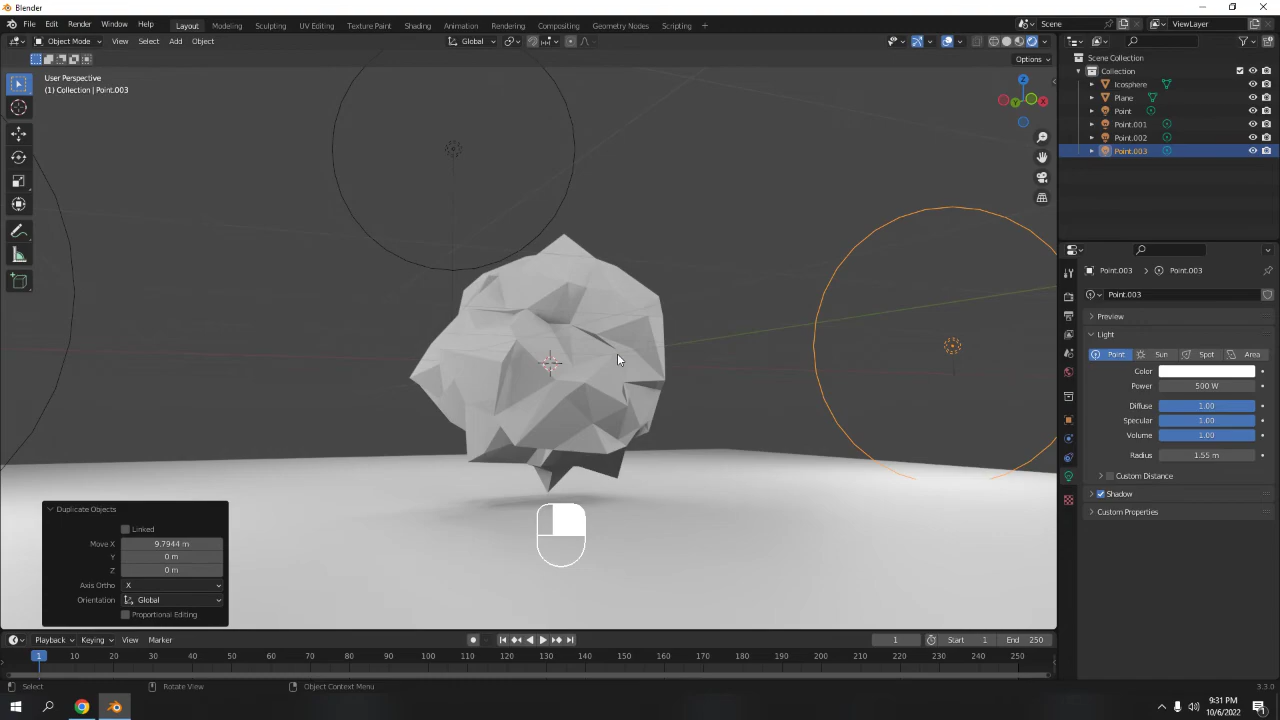 Blender
File Edit Render Window Help Layout Modeling Sculpting UV Editing Texture Paint Shading Animation Rendering Compositing Geometry Nodes Scripting + Scene ViewLayer
Object Mode View Select Add Object Global
Options
User Perspective
(1) Collection | Point.003
Z
Y
X
Scene Collection
Collection
Icosphere
Plane
Point
Point.001
Point.002
Point.003
Point.003 > Point.003
Point.003
Preview
Light
Point Sun Spot Area
Color
Power 500 W
Diffuse 1.00
Specular 1.00
Volume 1.00
Radius 1.55 m
Custom Distance
Shadow
Custom Properties
Duplicate Objects
Linked
Move X 9.7944 m
Y 0 m
Z 0 m
Axis Ortho X
Orientation Global
Proportional Editing
Playback Keying View Marker 1 Start 1 End 250
1 10 20 30 40 50 60 70 80 90 100 110 120 130 140 150 160 170 180 190 200 210 220 230 240 250
Select Rotate View Object Context Menu 3.3.0
9:31 PM
10/6/2022
1